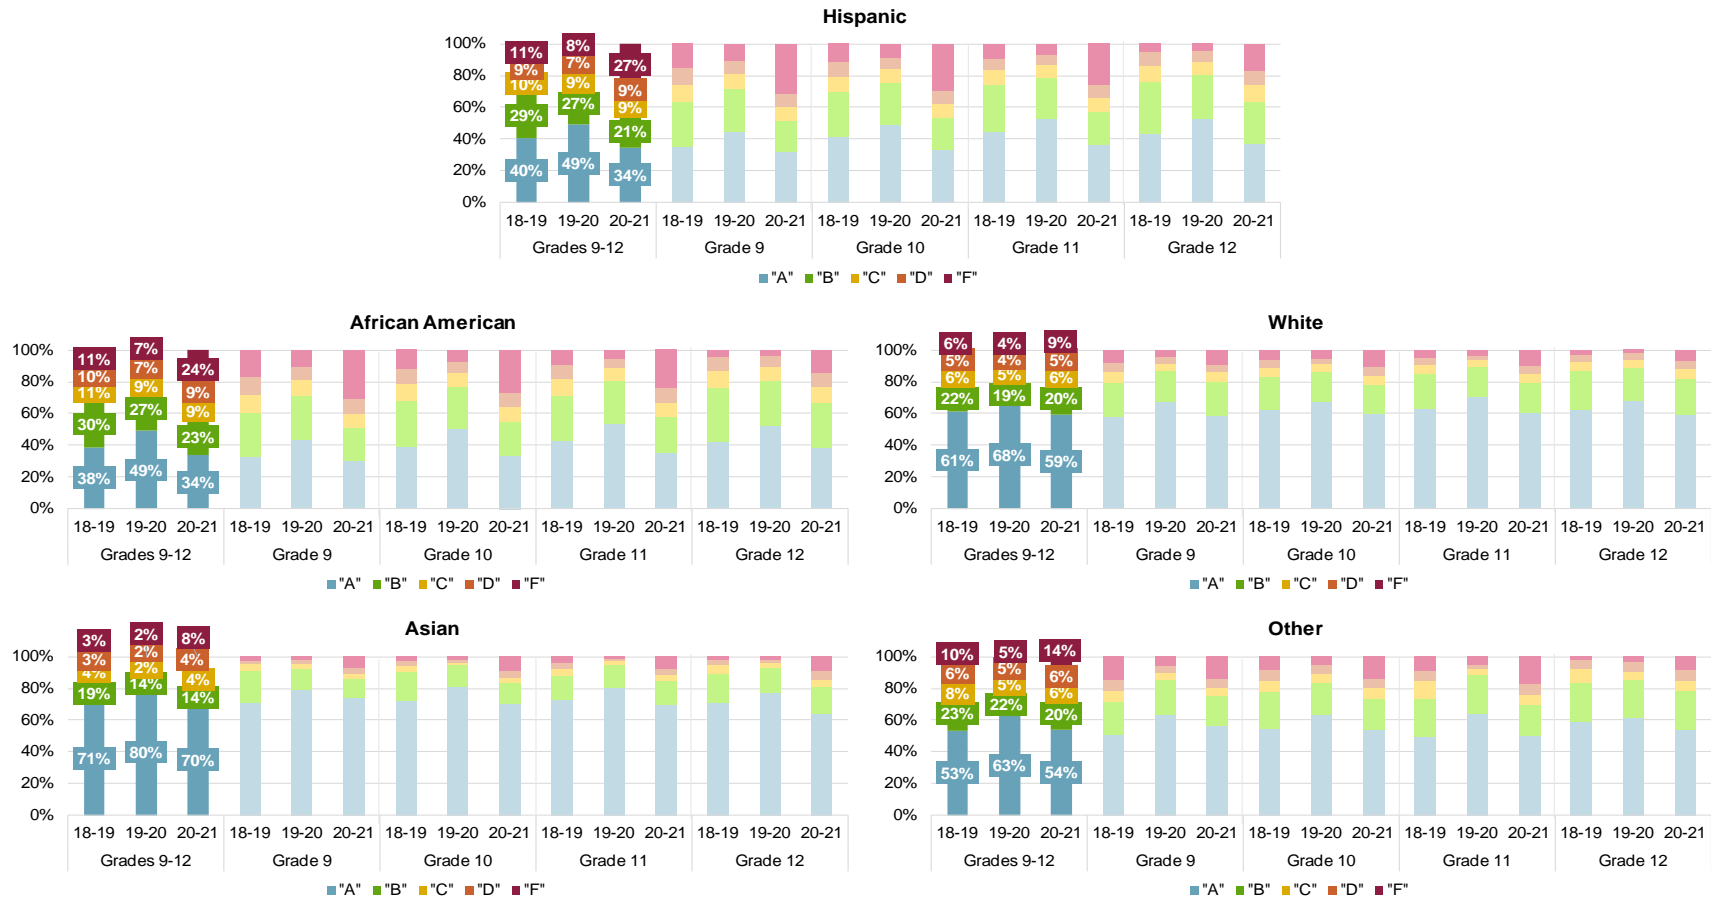 Hispanic
100%
80%
60%
40%
20%
0%
11% 8% 27%
9% 7% 9%
10% 9% 9%
29% 27% 21%
40% 49% 34%
18-19 19-20 20-21 18-19 19-20 20-21 18-19 19-20 20-21 18-19 19-20 20-21 18-19 19-20 20-21
Grades 9-12 Grade 9 Grade 10 Grade 11 Grade 12
"A" "B" "C" "D" "F"
African American
100%
80%
60%
40%
20%
0%
11% 7% 24%
10% 7% 9%
11% 9% 9%
30% 27% 23%
38% 49% 34%
18-19 19-20 20-21 18-19 19-20 20-21 18-19 19-20 20-21 18-19 19-20 20-21 18-19 19-20 20-21
Grades 9-12 Grade 9 Grade 10 Grade 11 Grade 12
"A" "B" "C" "D" "F"
White
100%
80%
60%
40%
20%
0%
6% 4% 9%
5% 4% 5%
6% 5% 6%
22% 19% 20%
61% 68% 59%
18-19 19-20 20-21 18-19 19-20 20-21 18-19 19-20 20-21 18-19 19-20 20-21 18-19 19-20 20-21
Grades 9-12 Grade 9 Grade 10 Grade 11 Grade 12
"A" "B" "C" "D" "F"
Asian
100%
80%
60%
40%
20%
0%
3% 2% 8%
3% 2% 4%
4% 2% 4%
19% 14% 14%
71% 80% 70%
18-19 19-20 20-21 18-19 19-20 20-21 18-19 19-20 20-21 18-19 19-20 20-21 18-19 19-20 20-21
Grades 9-12 Grade 9 Grade 10 Grade 11 Grade 12
"A" "B" "C" "D" "F"
Other
100%
80%
60%
40%
20%
0%
10% 5% 14%
6% 5% 6%
8% 5% 6%
23% 22% 20%
53% 63% 54%
18-19 19-20 20-21 18-19 19-20 20-21 18-19 19-20 20-21 18-19 19-20 20-21 18-19 19-20 20-21
Grades 9-12 Grade 9 Grade 10 Grade 11 Grade 12
"A" "B" "C" "D" "F"